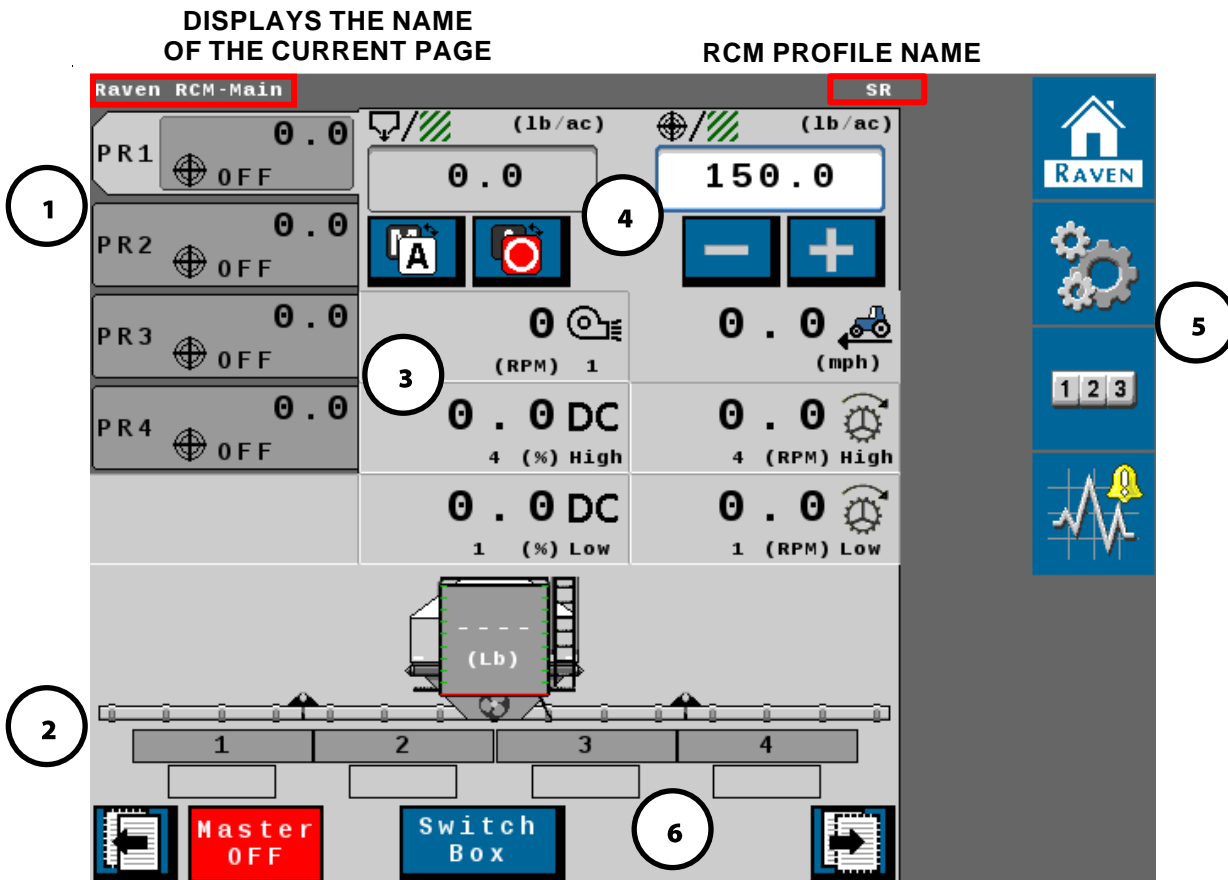 DISPLAYS THE NAME
OF THE CURRENT PAGE
RCM PROFILE NAME
Raven RCM-Main
SR
PR1
0.0
OFF
(lb/ac)
0.0
(lb/ac)
150.0
RAVEN
1
PR2
0.0
OFF
4
M
A
A
PR3
0.0
OFF
0
(RPM) 1
0.0
(mph)
5
3
1 2 3
PR4
0.0
OFF
0.0 DC
4 (%) High
0.0
4 (RPM) High
0.0 DC
1 (%) Low
0.0
1 (RPM) Low
----
(Lb)
2
1
2
3
4
Master
OFF
Switch
Box
6